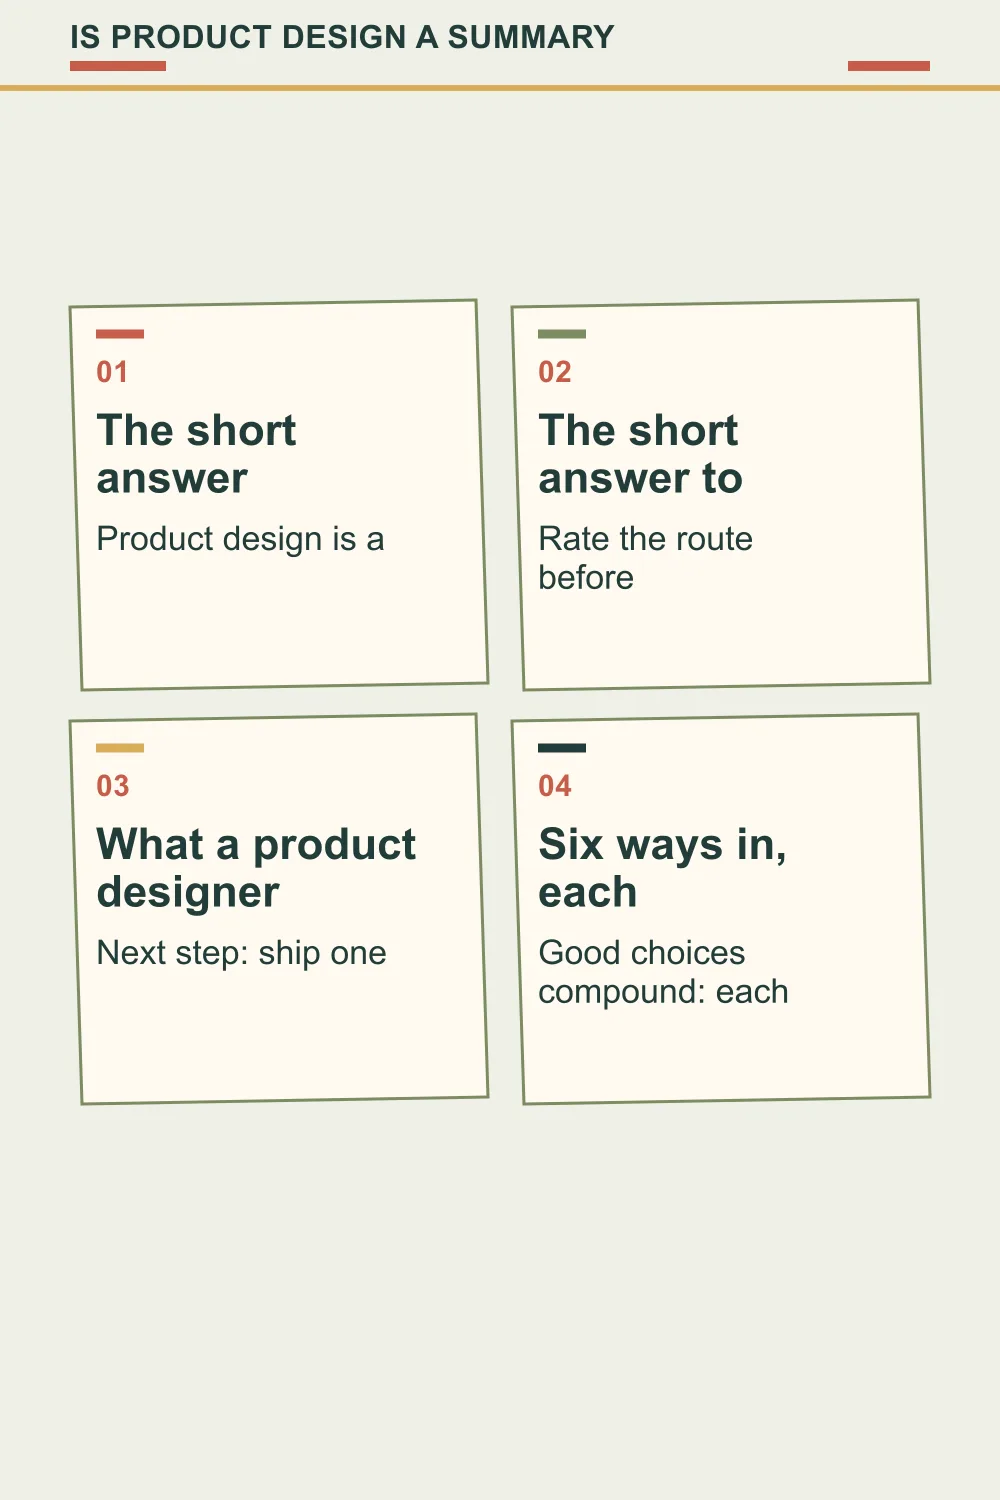 IS PRODUCT DESIGN A SUMMARY
01
The short
answer
Product design is a
02
The short
answer to
Rate the route
before
03
What a product
designer
Next step: ship one
04
Six ways in,
each
Good choices
compound: each